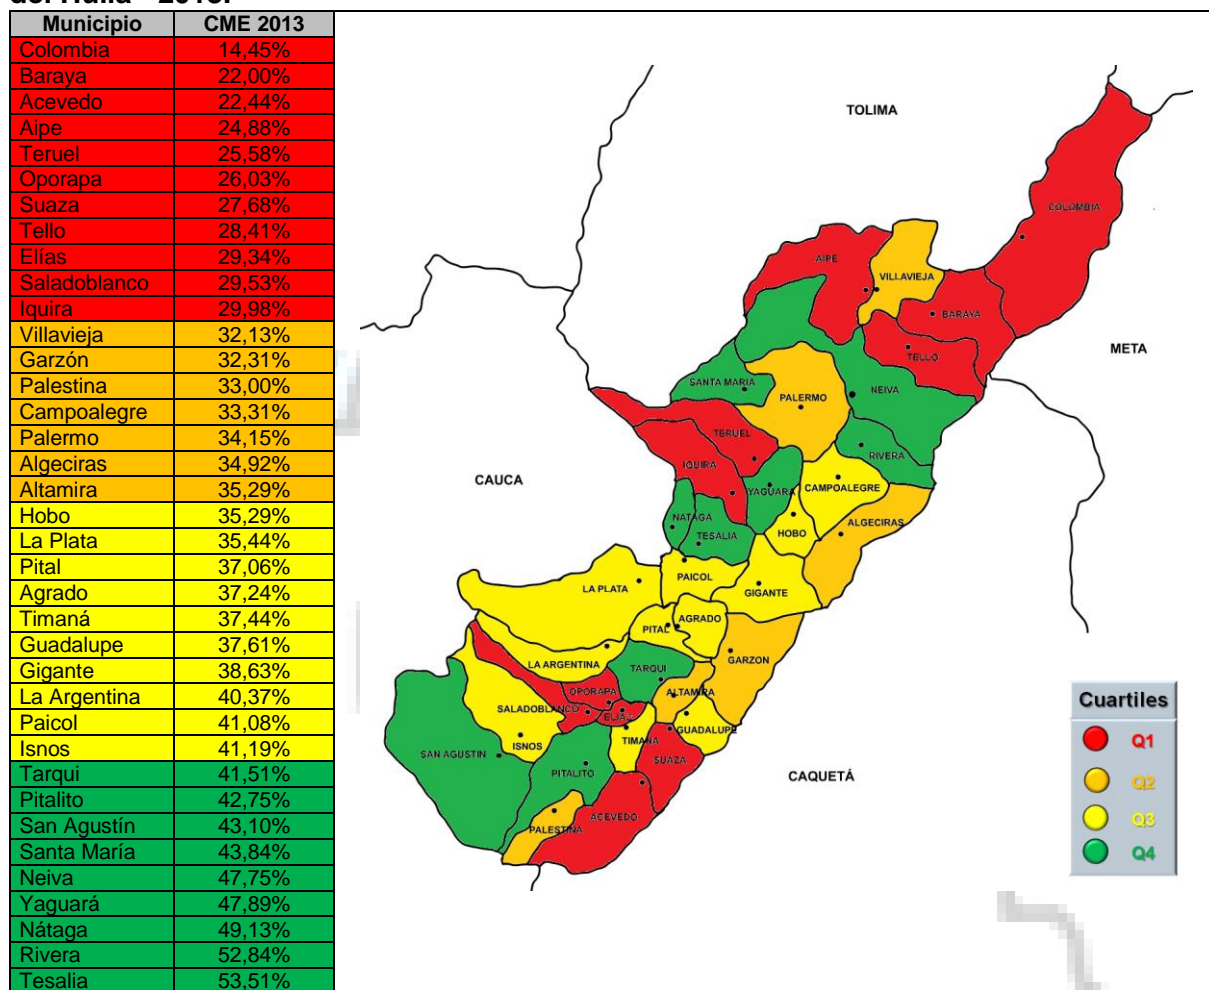 del Huila - 2013.
Municipio CME 2013
Colombia 14,45%
Baraya 22,00%
Acevedo 22,44%
Aipe 24,88%
Teruel 25,58%
Oporapa 26,03%
Suaza 27,68%
Tello 28,41%
Elías 29,34%
Saladoblanco 29,53%
Iquira 29,98%
Villavieja 32,13%
Garzón 32,31%
Palestina 33,00%
Campoalegre 33,31%
Palermo 34,15%
Algeciras 34,92%
Altamira 35,29%
Hobo 35,29%
La Plata 35,44%
Pital 37,06%
Agrado 37,24%
Timaná 37,44%
Guadalupe 37,61%
Gigante 38,63%
La Argentina 40,37%
Paicol 41,08%
Isnos 41,19%
Tarqui 41,51%
Pitalito 42,75%
San Agustín 43,10%
Santa María 43,84%
Neiva 47,75%
Yaguará 47,89%
Nátaga 49,13%
Rivera 52,84%
Tesalia 53,51%
TOLIMA
COLOMBIA
AIPE
VILLAVIEJA
BARAYA
META
TELLO
SANTA MARIA
NEIVA
PALERMO
TERUEL
RIVERA
IQUIRA
CAUCA
YAGUARA
CAMPOALEGRE
NATAGA
ALGECIRAS
TESALIA
HOBO
PAICOL
LA PLATA
GIGANTE
AGRADO
PITAL
GARZON
LA ARGENTINA
TARQUI
OPORAPA
ALTAMIRA
SALADOBLANCO
ELIAS
GUADALUPE
TIMANA
ISNOS
SAN AGUSTIN
SUAZA
PITALITO
CAQUETÁ
ACEVEDO
PALESTINA
Cuartiles
Q1
Q2
Q3
Q4